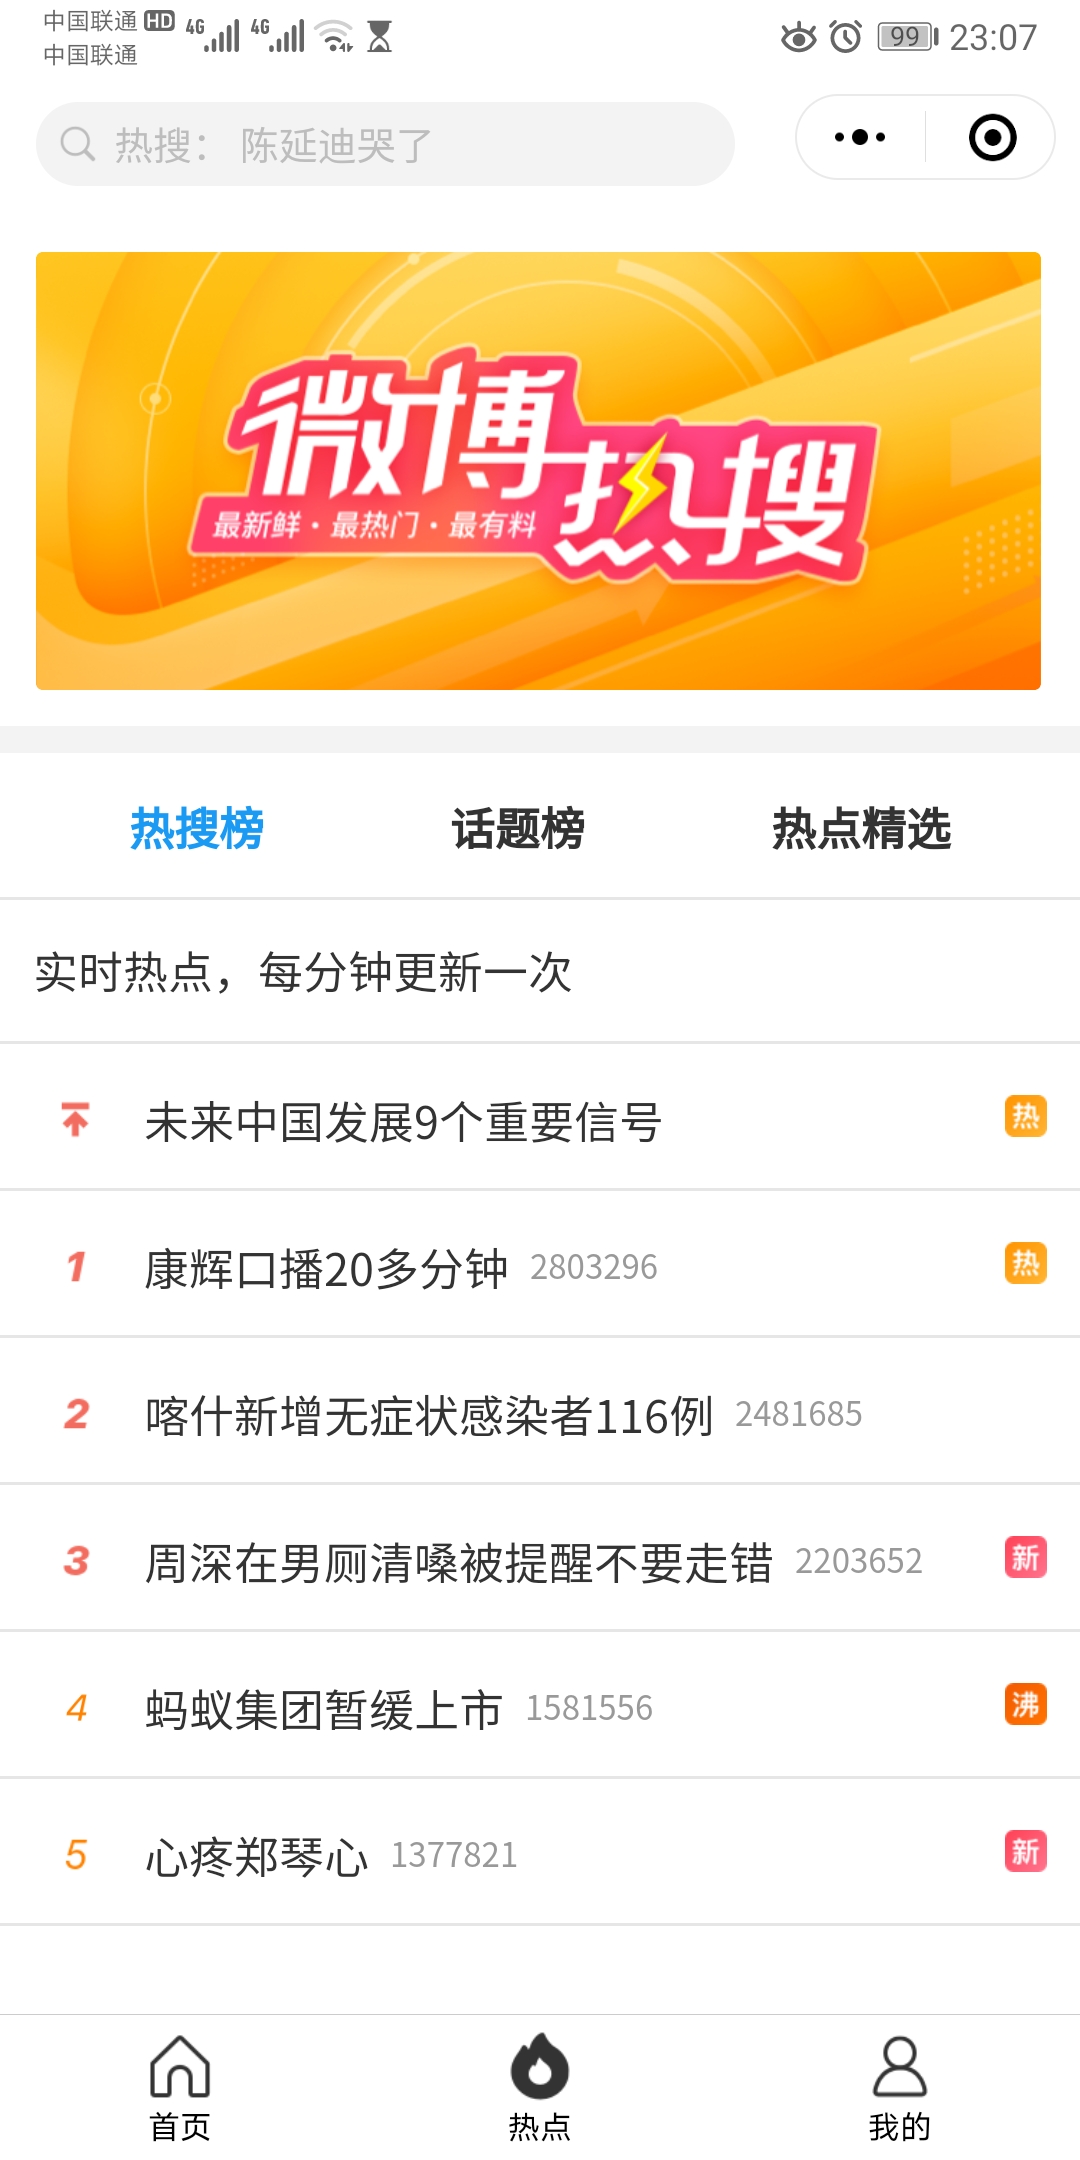 中国联通 HD 4G 4G 99 23:07
中国联通
热搜： 陈延迪哭了
微博热搜
最新鲜·最热门·最有料
热搜榜 话题榜 热点精选
实时热点，每分钟更新一次
未来中国发展9个重要信号 热
1 康辉口播20多分钟 2803296 热
2 喀什新增无症状感染者116例 2481685
3 周深在男厕清嗓被提醒不要走错 2203652 新
4 蚂蚁集团暂缓上市 1581556 沸
5 心疼郑琴心 1377821 新
首页 热点 我的